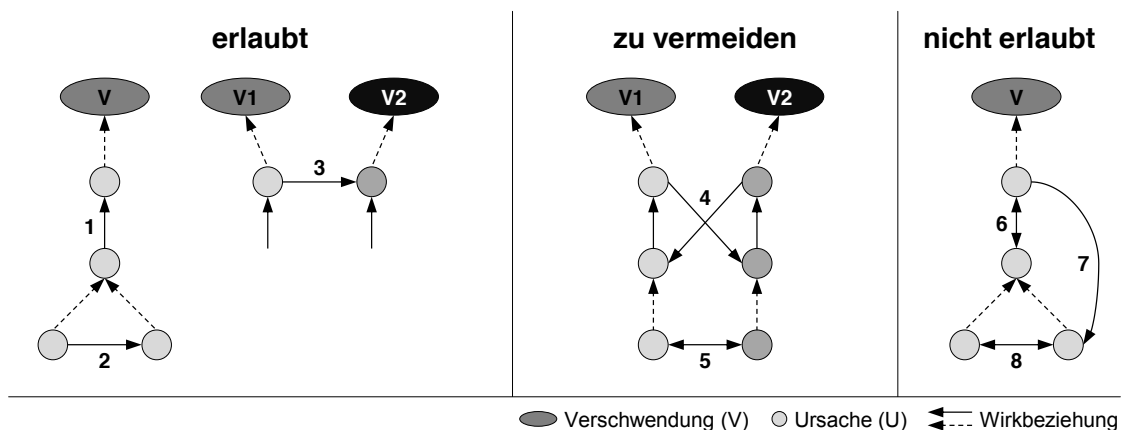 erlaubt
zu vermeiden
nicht erlaubt
V
V1
V2
V1
V2
V
3
4
1
6
7
2
5
8
Verschwendung (V)
Ursache (U)
Wirkbeziehung